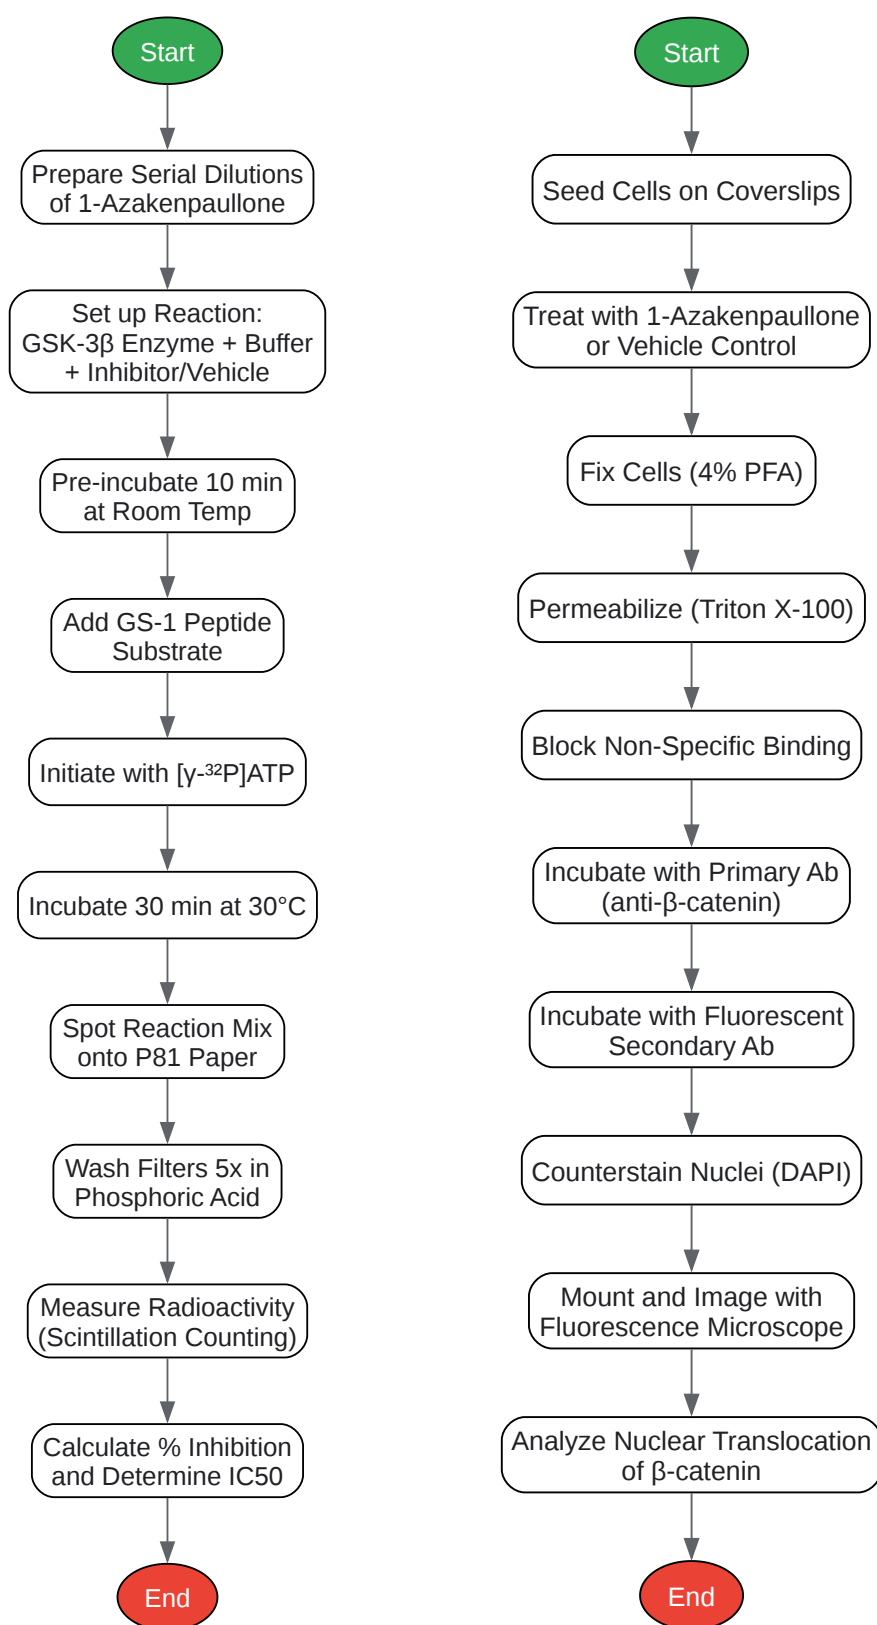 Start
Prepare Serial Dilutions
of 1-Azakenpaullone
Set up Reaction:
GSK-3β Enzyme + Buffer
+ Inhibitor/Vehicle
Pre-incubate 10 min
at Room Temp
Add GS-1 Peptide
Substrate
Initiate with [γ-³²P]ATP
Incubate 30 min at 30°C
Spot Reaction Mix
onto P81 Paper
Wash Filters 5x in
Phosphoric Acid
Measure Radioactivity
(Scintillation Counting)
Calculate % Inhibition
and Determine IC50
End
Start
Seed Cells on Coverslips
Treat with 1-Azakenpaullone
or Vehicle Control
Fix Cells (4% PFA)
Permeabilize (Triton X-100)
Block Non-Specific Binding
Incubate with Primary Ab
(anti-β-catenin)
Incubate with Fluorescent
Secondary Ab
Counterstain Nuclei (DAPI)
Mount and Image with
Fluorescence Microscope
Analyze Nuclear Translocation
of β-catenin
End